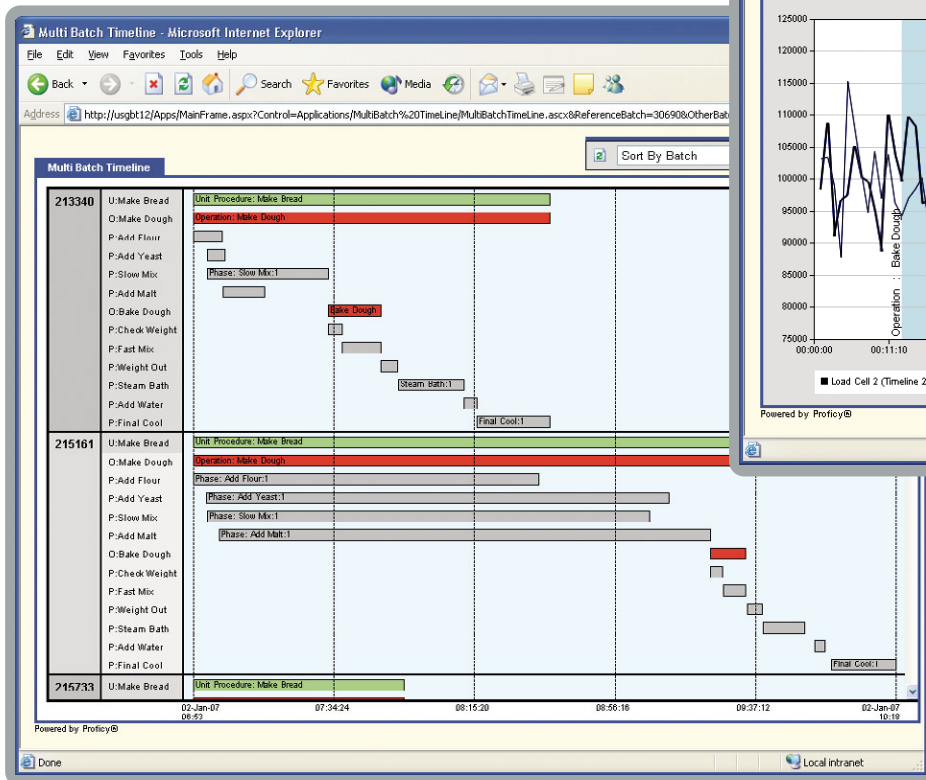 Multi Batch Timeline - Microsoft Internet Explorer
File Edit View Favorites Tools Help
Back Search Favorites Media
Address http://usgbt12/Apps/MainFrame.aspx?Control=Applications/MultiBatch%20TimeLine/MultiBatchTimeLine.ascx&ReferenceBatch=30690&OtherBat
Sort By Batch
Multi Batch Timeline
213340
U:Make Bread Unit Procedure: Make Bread
O:Make Dough Operation: Make Dough
P:Add Flour
P:Add Yeast
P:Slow Mix Phase: Slow Mix:1
P:Add Malt
O:Bake Dough Bake Dough
P:Check Weight
P:Fast Mix
P:Weight Out
P:Steam Bath Steam Bath:1
P:Add Water
P:Final Cool Final Cool:1
215161
U:Make Bread Unit Procedure: Make Bread
O:Make Dough Operation: Make Dough
P:Add Flour Phase: Add Flour:1
P:Add Yeast Phase: Add Yeast:1
P:Slow Mix Phase: Slow Mix:1
P:Add Malt Phase: Add Malt:1
O:Bake Dough
P:Check Weight
P:Fast Mix
P:Weight Out
P:Steam Bath
P:Add Water
P:Final Cool Final Cool:1
215733
U:Make Bread Unit Procedure: Make Bread
02-Jan-07 07:34:24 08:15:20 08:56:16 09:37:12 02-Jan-07
06:53 10:18
Powered by Proficy®
Done Local intranet
125000
120000
115000
110000
105000
100000
95000
90000
85000
80000
75000
Operation : Bake Dough
00:00:00 00:11:10
Load Cell 2 (Timeline 2
Powered by Proficy®